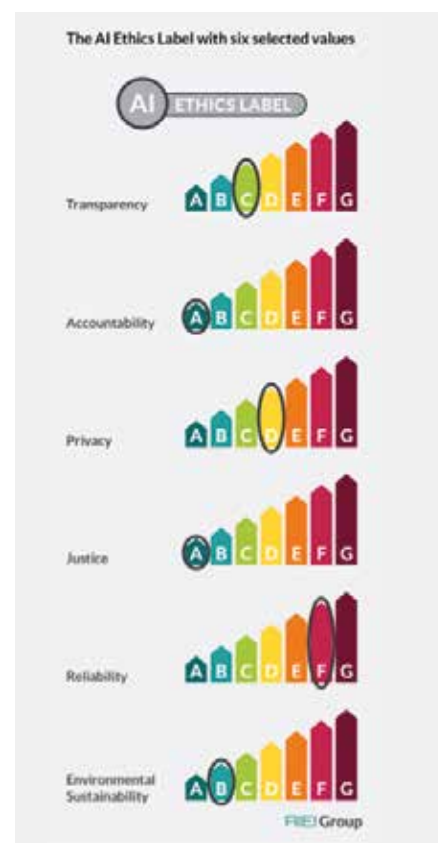 The AI Ethics Label with six selected values
AI ETHICS LABEL
Transparency
A B C D E F G
Accountability
A B C D E F G
Privacy
A B C D E F G
Justice
A B C D E F G
Reliability
A B C D E F G
Environmental
Sustainability
A B C D E F G
Group